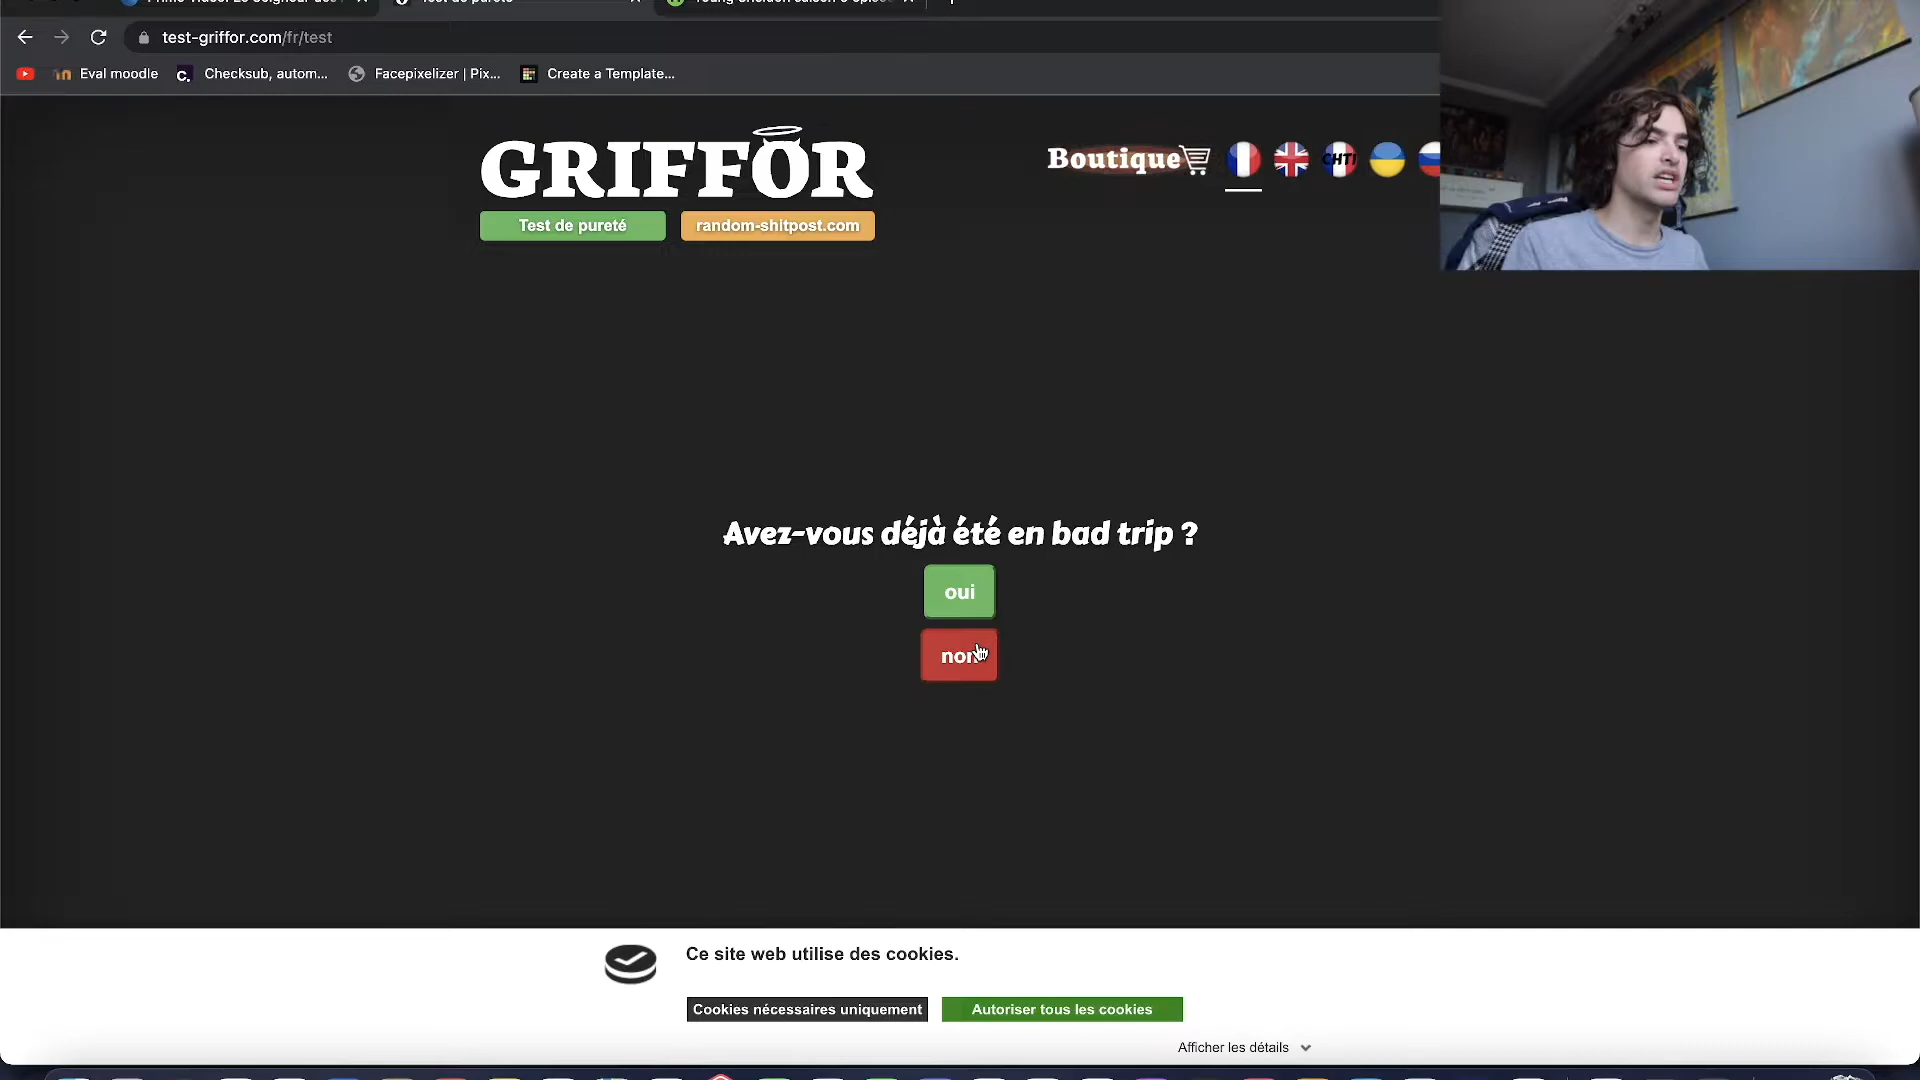 test-griffor.com/fr/test
Eval moodle
Checksub, autom...
Facepixelizer | Pix...
Create a Template...
GRIFFOR
Boutique
CHTI
Test de pureté
random-shitpost.com
Avez-vous déjà été en bad trip ?
oui
non
Ce site web utilise des cookies.
Cookies nécessaires uniquement
Autoriser tous les cookies
Afficher les détails